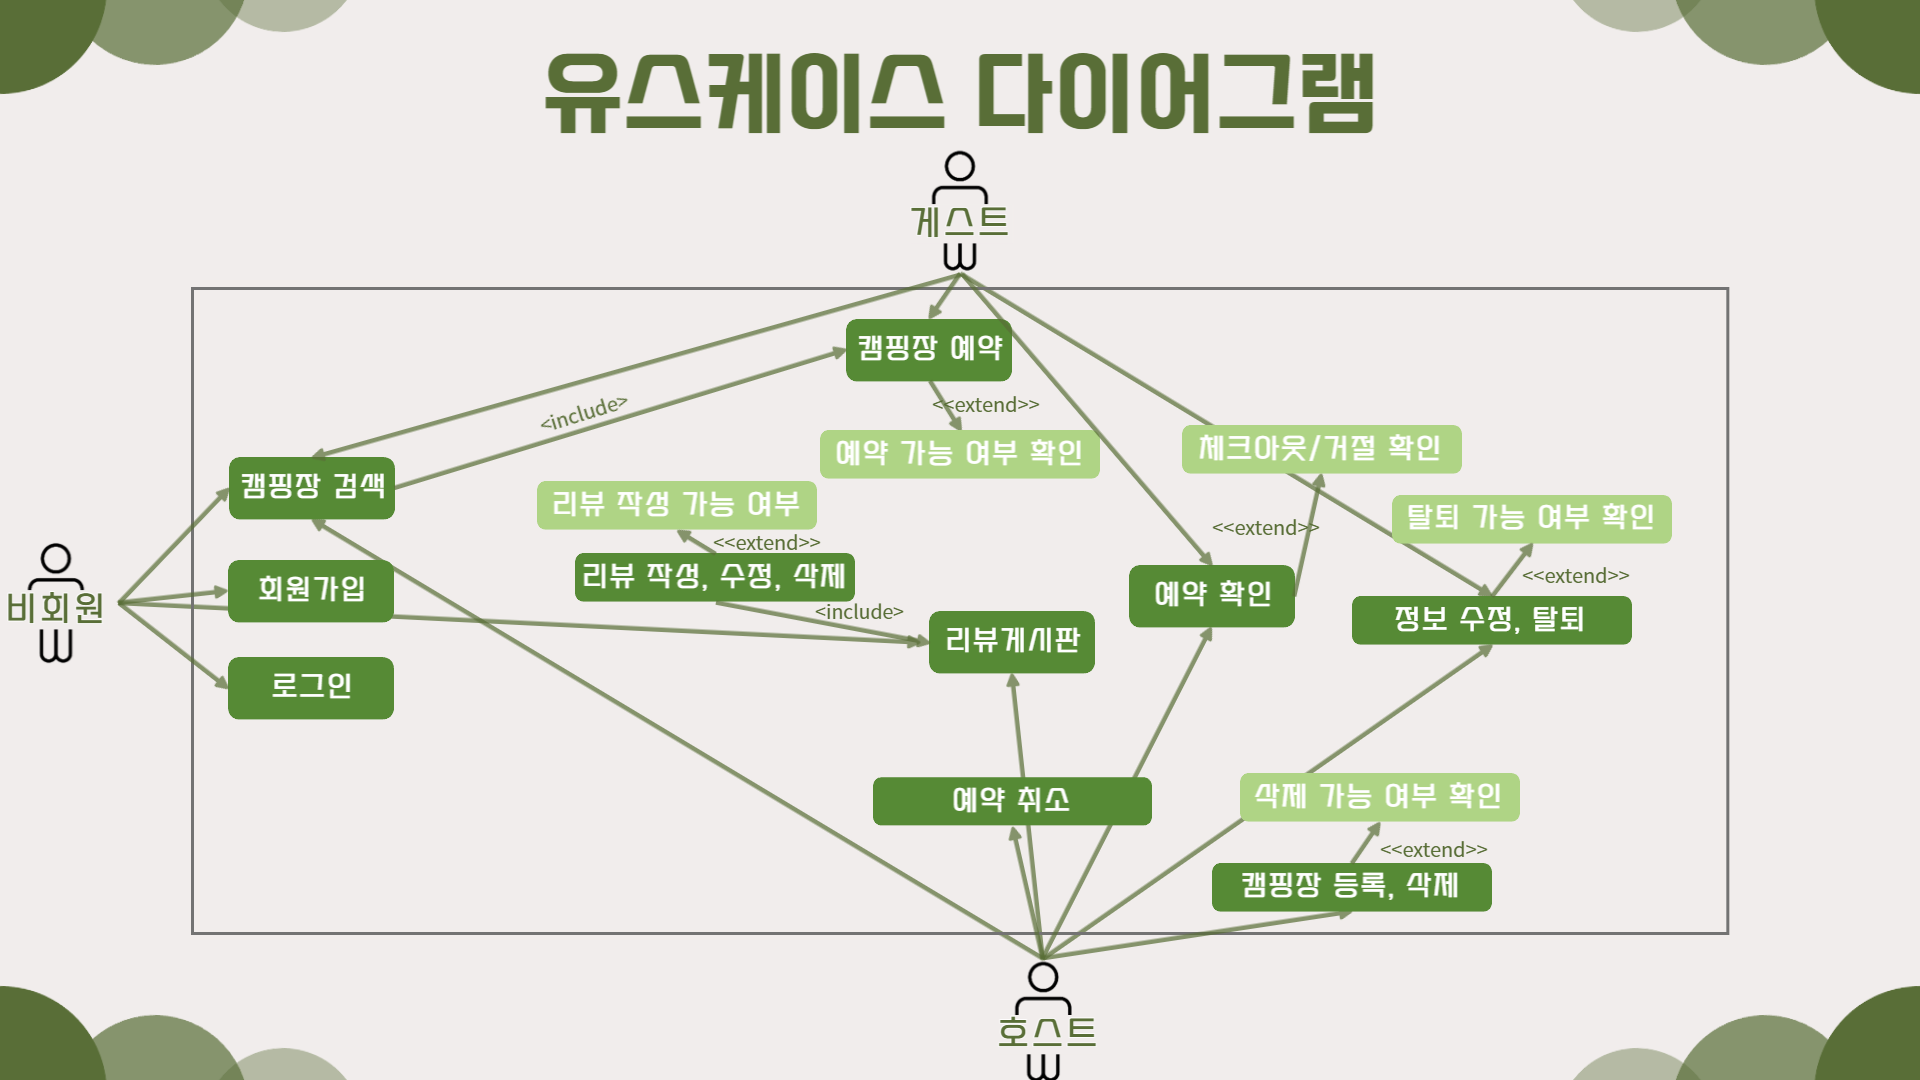 유스케이스 다이어그램
게스트
캠핑장 예약
<<extend>>
<include>
예약 가능 여부 확인
체크아웃/거절 확인
캠핑장 검색
리뷰 작성 가능 여부
탈퇴 가능 여부 확인
<<extend>>
<<extend>>
리뷰 작성, 수정, 삭제
<<extend>>
회원가입
예약 확인
비회원
<include>
정보 수정, 탈퇴
리뷰게시판
로그인
예약 취소
삭제 가능 여부 확인
<<extend>>
캠핑장 등록, 삭제
호스트